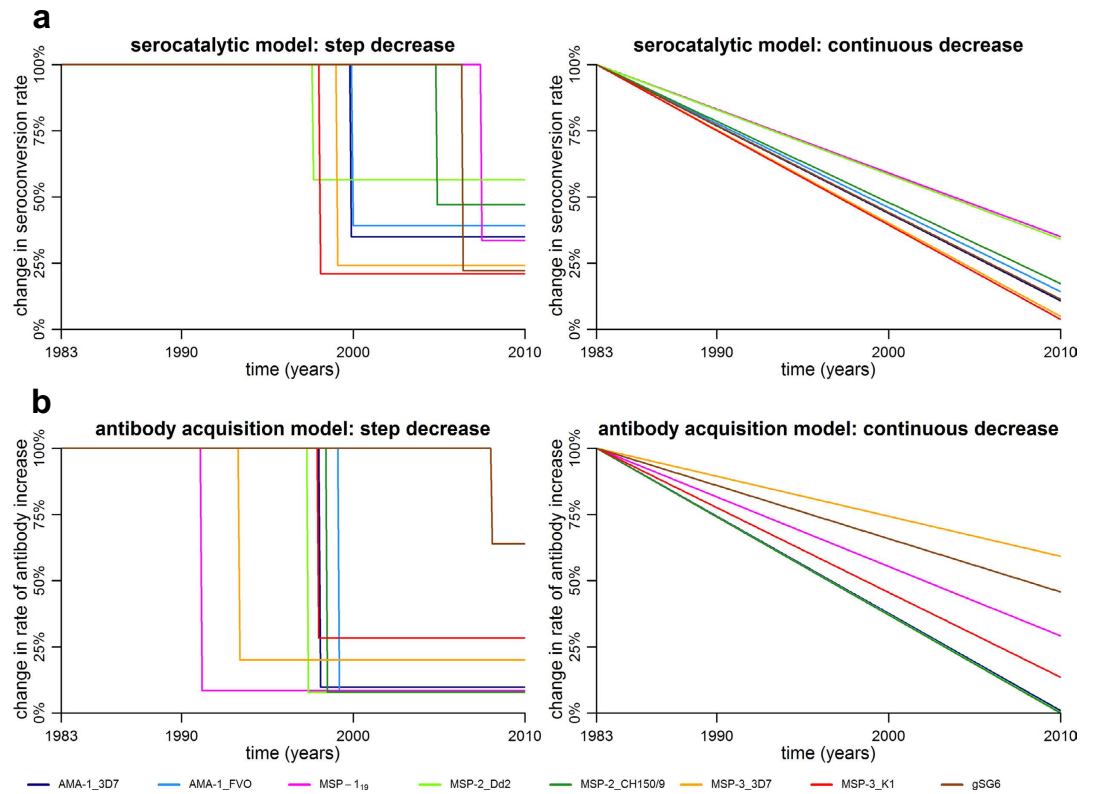 a
serocatalytic model: step decrease
change in seroconversion rate
100%
75%
50%
25%
0%
1983 1990 2000 2010
time (years)
serocatalytic model: continuous decrease
change in seroconversion rate
100%
75%
50%
25%
0%
1983 1990 2000 2010
time (years)
b
antibody acquisition model: step decrease
change in rate of antibody increase
100%
75%
50%
25%
0%
1983 1990 2000 2010
time (years)
antibody acquisition model: continuous decrease
change in rate of antibody increase
100%
75%
50%
25%
0%
1983 1990 2000 2010
time (years)
AMA-1_3D7 AMA-1_FVO MSP − 1₁₉ MSP-2_Dd2 MSP-2_CH150/9 MSP-3_3D7 MSP-3_K1 gSG6